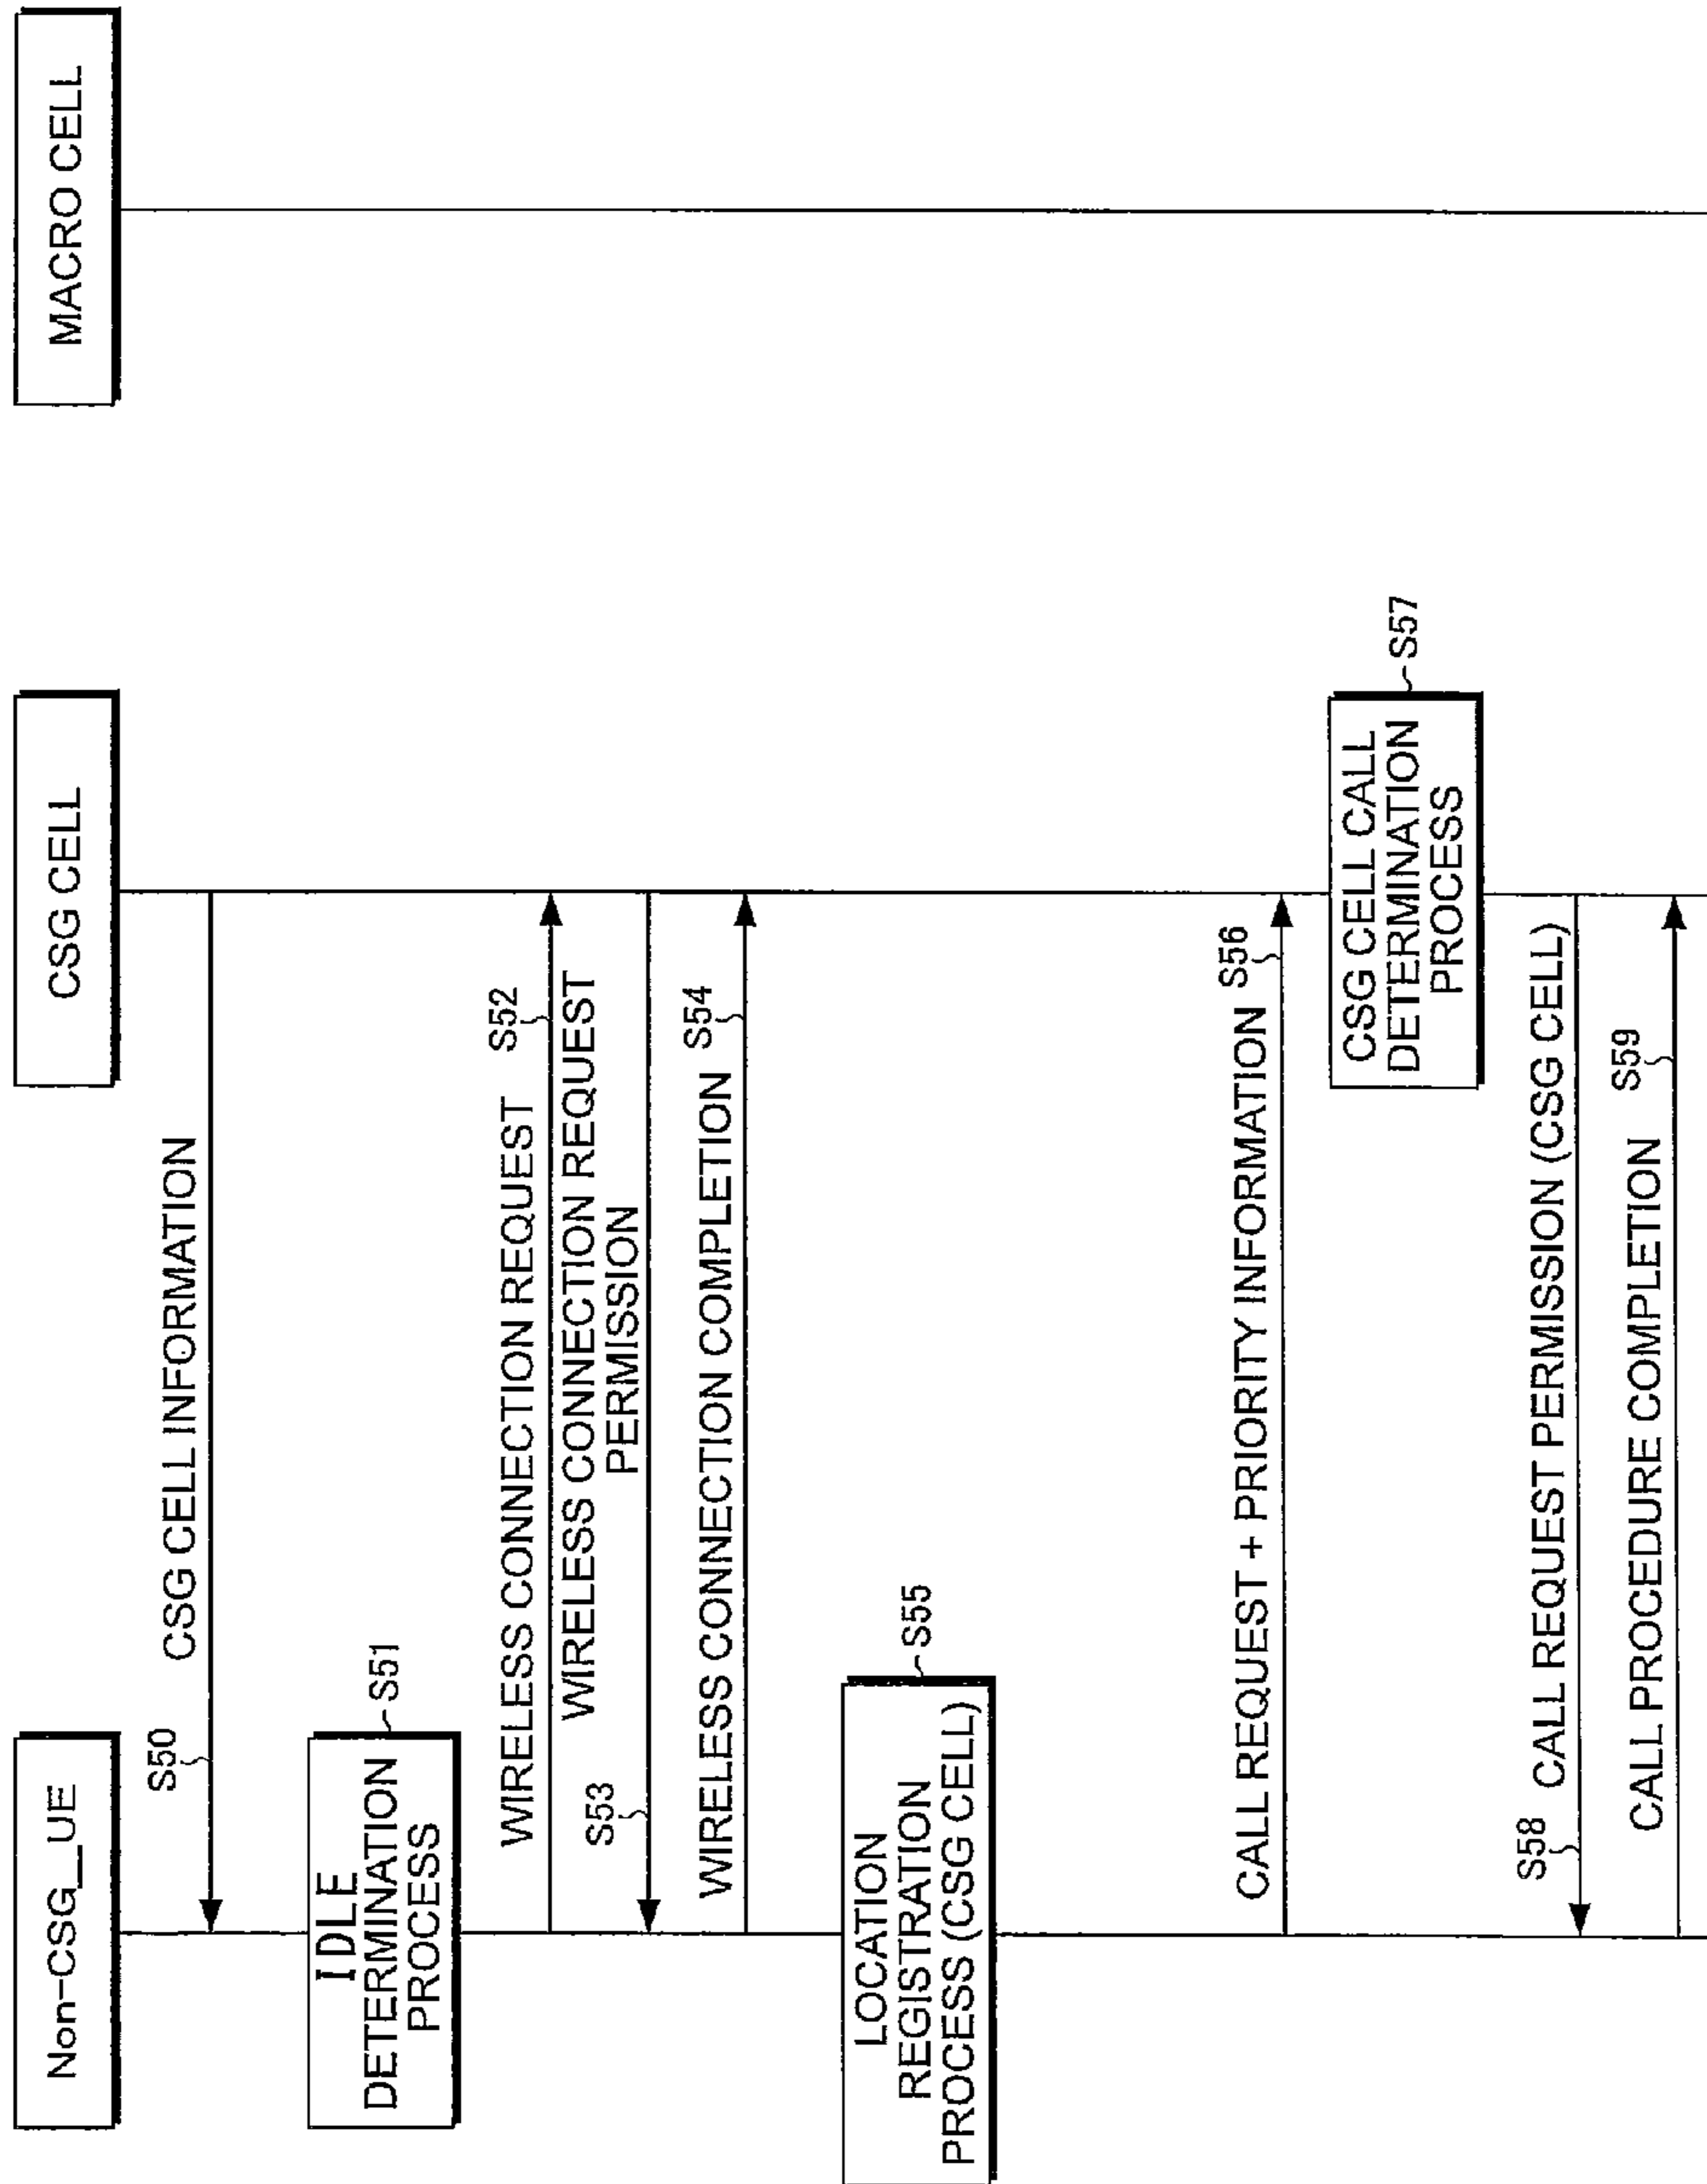 Non-CSG_UE
CSG CELL
MACRO CELL
S50
CSG CELL INFORMATION
IDLE
DETERMINATION
PROCESS
S51
WIRELESS CONNECTION REQUEST
S52
WIRELESS CONNECTION REQUEST
PERMISSION
S53
WIRELESS CONNECTION COMPLETION
S54
LOCATION
REGISTRATION
PROCESS (CSG CELL)
S55
CALL REQUEST + PRIORITY INFORMATION
S56
CSG CELL CALL
DETERMINATION
PROCESS
S57
CALL REQUEST PERMISSION (CSG CELL)
S58
CALL PROCEDURE COMPLETION
S59